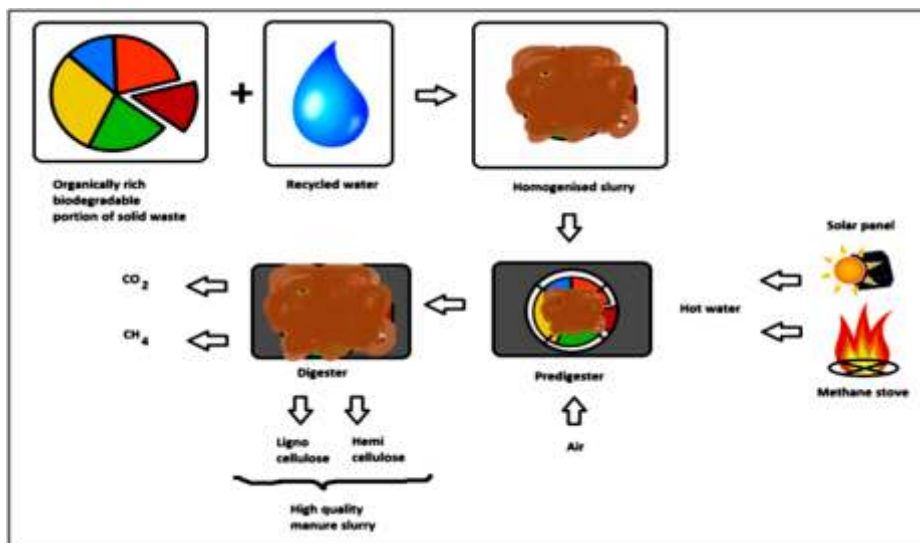 +
Organically rich
biodegradable
portion of solid waste
Recycled water
Homogenised slurry
Solar panel
CO2
CH4
Hot water
Digester
Predigester
Methane stove
Ligno
cellulose
Hemi
cellulose
Air
High quality
manure slurry